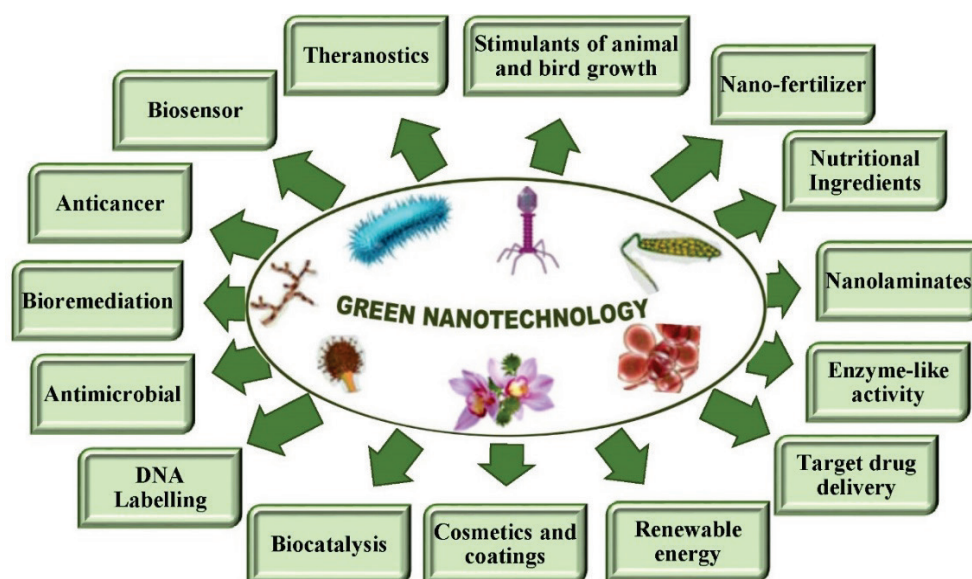 Theranostics
Stimulants of animal
and bird growth
Nano-fertilizer
Biosensor
Nutritional
Ingredients
Anticancer
Bioremediation
GREEN NANOTECHNOLOGY
Nanolaminates
Antimicrobial
Enzyme-like
activity
DNA
Labelling
Target drug
delivery
Biocatalysis
Cosmetics and
coatings
Renewable
energy